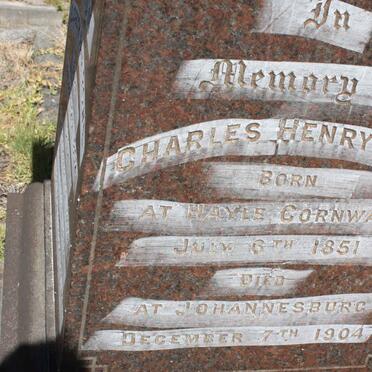 In
Memory
CHARLES HENRY
BORN
AT HAYLE CORNWA
JULY 6TH 1851
DIED
AT JOHANNESBURG
DECEMBER 7TH 1904